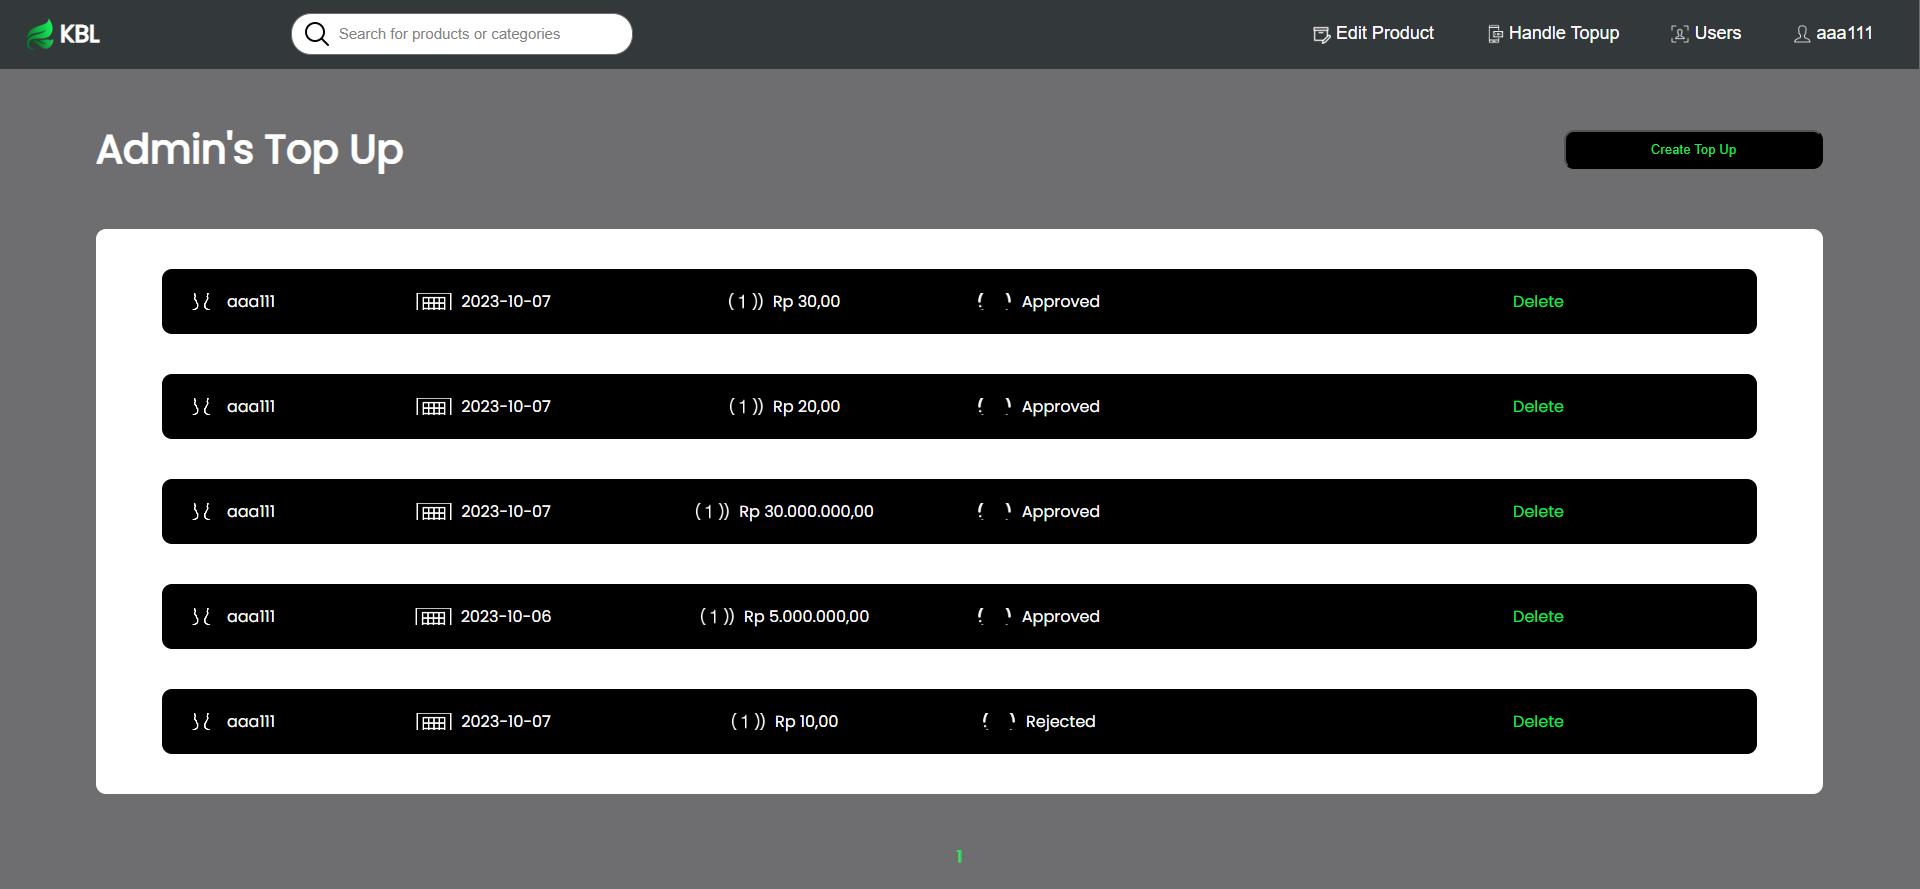 KBL
Search for products or categories
Edit Product
Handle Topup
Users
aaa111
Admin's Top Up
Create Top Up
aaa111 2023-10-07 Rp 30,00 Approved Delete
aaa111 2023-10-07 Rp 20,00 Approved Delete
aaa111 2023-10-07 Rp 30.000.000,00 Approved Delete
aaa111 2023-10-06 Rp 5.000.000,00 Approved Delete
aaa111 2023-10-07 Rp 10,00 Rejected Delete
1